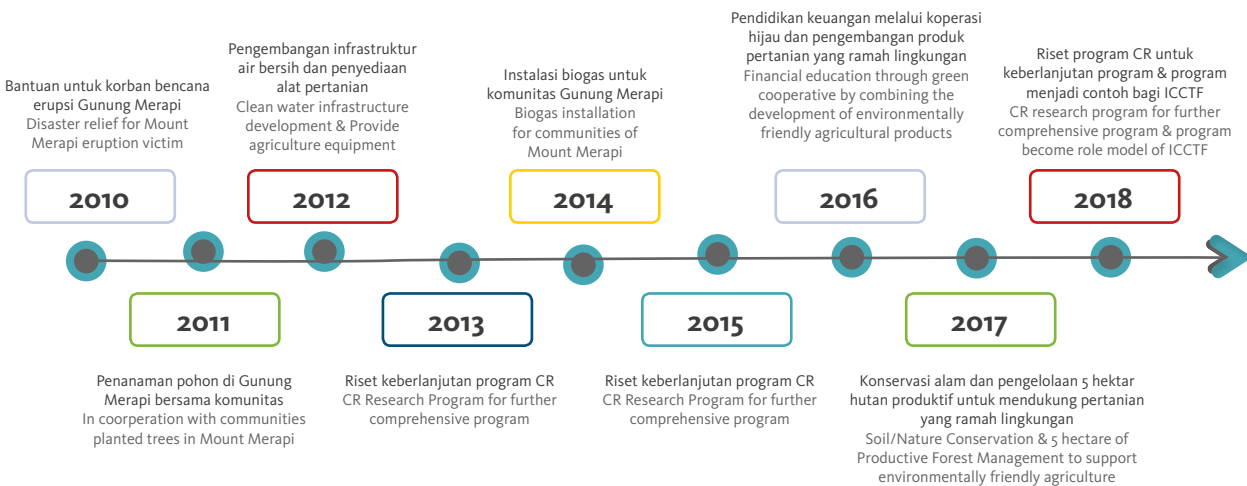 Bantuan untuk korban bencana
erupsi Gunung Merapi
Disaster relief for Mount
Merapi eruption victim
2010
Penanaman pohon di Gunung
Merapi bersama komunitas
In coorperation with communities
planted trees in Mount Merapi
2011
Pengembangan infrastruktur
air bersih dan penyediaan
alat pertanian
Clean water infrastructure
development & Provide
agriculture equipment
2012
Riset keberlanjutan program CR
CR Research Program for further
comprehensive program
2013
Instalasi biogas untuk
komunitas Gunung Merapi
Biogas installation
for communities of
Mount Merapi
2014
Riset keberlanjutan program CR
CR Research Program for further
comprehensive program
2015
Pendidikan keuangan melalui koperasi
hijau dan pengembangan produk
pertanian yang ramah lingkungan
Financial education through green
cooperative by combining the
development of environmentally
friendly agricultural products
2016
Konservasi alam dan pengelolaan 5 hektar
hutan produktif untuk mendukung pertanian
yang ramah lingkungan
Soil/Nature Conservation & 5 hectare of
Productive Forest Management to support
environmentally friendly agriculture
2017
Riset program CR untuk
keberlanjutan program & program
menjadi contoh bagi ICCTF
CR research program for further
comprehensive program & program
become role model of ICCTF
2018